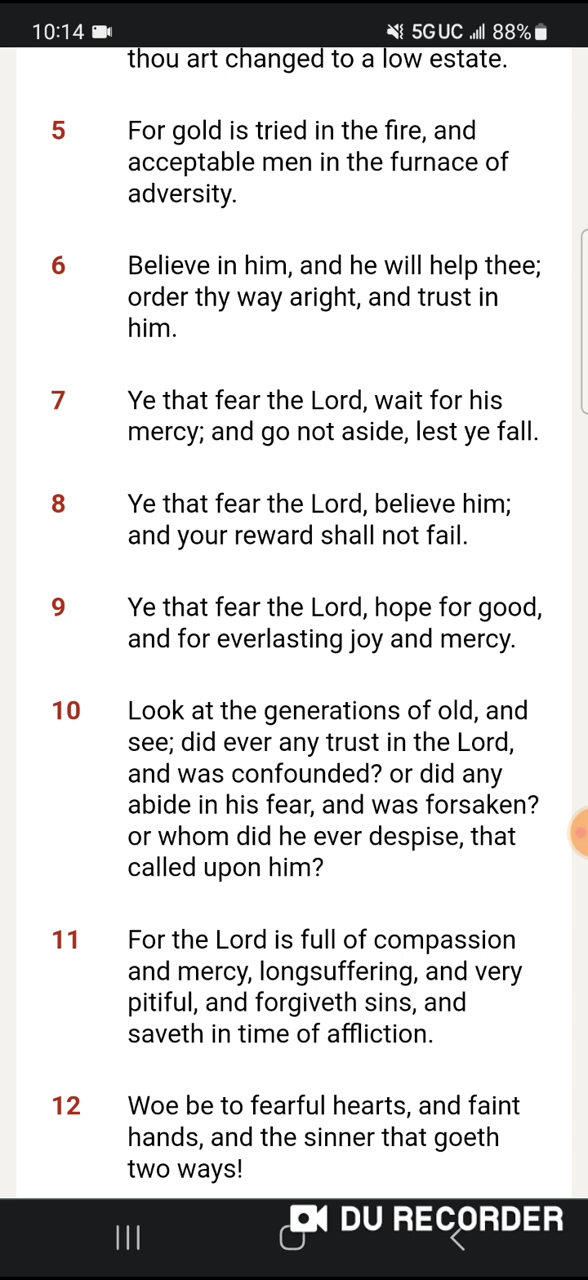 10:14 5GUC 88%
thou art changed to a low estate.
5 For gold is tried in the fire, and
acceptable men in the furnace of
adversity.
6 Believe in him, and he will help thee;
order thy way aright, and trust in
him.
7 Ye that fear the Lord, wait for his
mercy; and go not aside, lest ye fall.
8 Ye that fear the Lord, believe him;
and your reward shall not fail.
9 Ye that fear the Lord, hope for good,
and for everlasting joy and mercy.
10 Look at the generations of old, and
see; did ever any trust in the Lord,
and was confounded? or did any
abide in his fear, and was forsaken?
or whom did he ever despise, that
called upon him?
11 For the Lord is full of compassion
and mercy, longsuffering, and very
pitiful, and forgiveth sins, and
saveth in time of affliction.
12 Woe be to fearful hearts, and faint
hands, and the sinner that goeth
two ways!
DU RECORDER